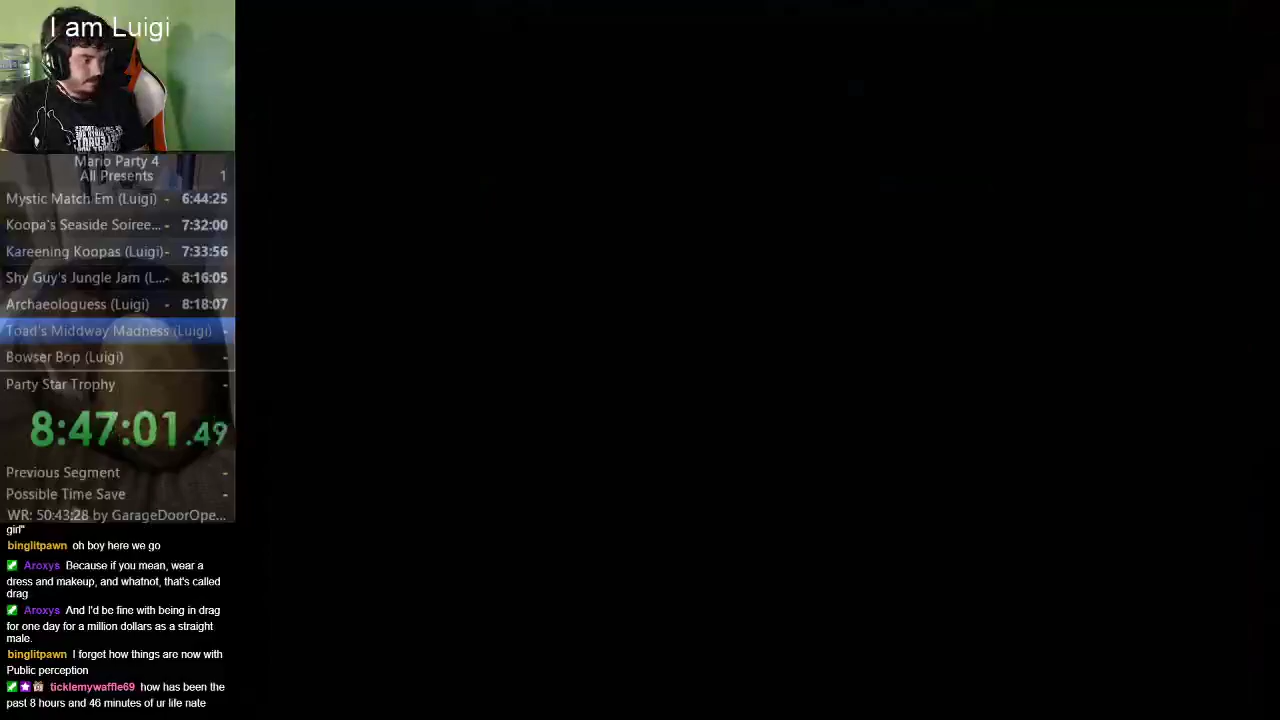 I am Luigi
Mario Party 4
All Presents 1
Mystic Match Em (Luigi) - 6:44:25
Koopa's Seaside Soiree... - 7:32:00
Kareening Koopas (Luigi) - 7:33:56
Shy Guy's Jungle Jam (L... - 8:16:05
Archaeologuess (Luigi) - 8:18:07
Toad's Middway Madness (Luigi) -
Bowser Bop (Luigi) -
Party Star Trophy -
8:47:01.49
Previous Segment -
Possible Time Save -
WR: 50:43:28 by GarageDoorOpe...
girl"
binglitpawn oh boy here we go
Aroxys Because if you mean, wear a
dress and makeup, and whatnot, that's called
drag
Aroxys And I'd be fine with being in drag
for one day for a million dollars as a straight
male.
binglitpawn I forget how things are now with
Public perception
ticklemywaffle69 how has been the
past 8 hours and 46 minutes of ur life nate